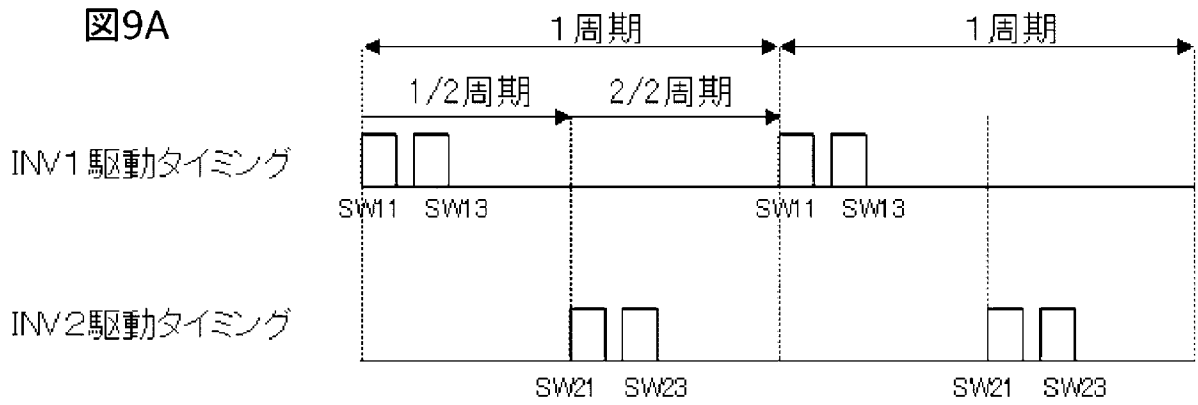 図9A
1周期 1周期
1/2周期 2/2周期
INV1駆動タイミング
SW11 SW13 SW11 SW13
INV2駆動タイミング
SW21 SW23 SW21 SW23